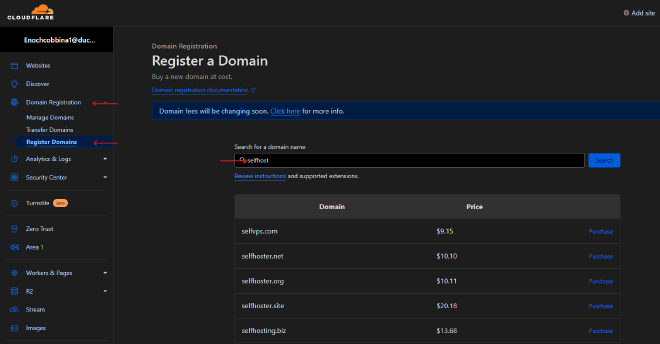 CLOUDFLARE
Add site
Enochcobbina1@duc...
Websites
Discover
Domain Registration
Manage Domains
Transfer Domains
Register Domains
Analytics & Logs
Security Center
Turnstile Beta
Zero Trust
Area 1
Workers & Pages
R2
Stream
Images
Domain Registration
Register a Domain
Buy a new domain at cost.
Domain registration documentation
Domain fees will be changing soon. Click here for more info.
Search for a domain name
selfhost
Search
Review instructions and supported extensions.
Domain Price
selfvps.com $9.15 Purchase
selfhoster.net $10.10 Purchase
selfhoster.org $10.11 Purchase
selfhoster.site $20.18 Purchase
selfhosting.biz $13.68 Purchase